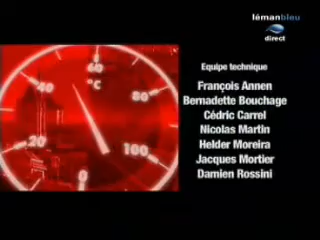 lémanbleu
direct
Equipe technique
François Annen
Bernadette Bouchage
Cédric Carrel
Nicolas Martin
Helder Moreira
Jacques Mortier
Damien Rossini
60
°C
40
80
20
100
0